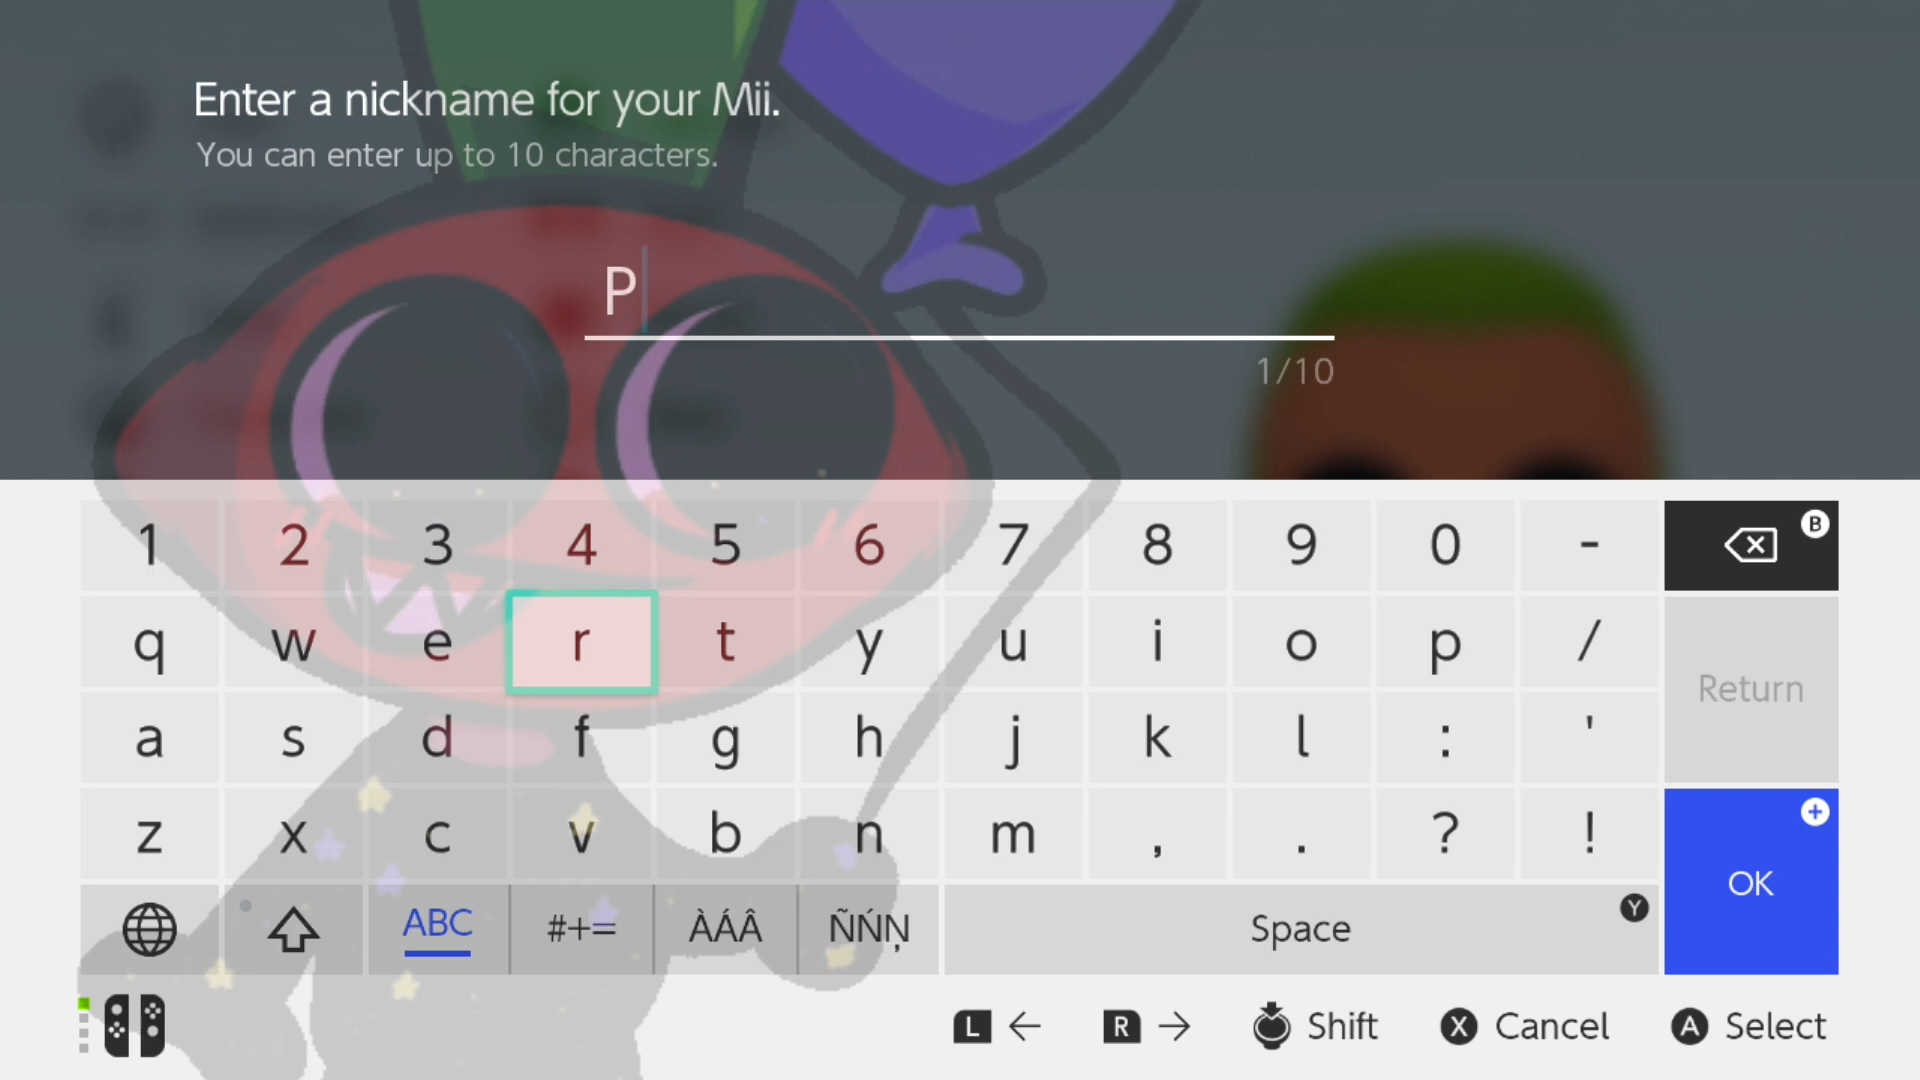 Enter a nickname for your Mii.
You can enter up to 10 characters.
P
1/10
1 2 3 4 5 6 7 8 9 0 - B
q w e r t y u i o p / Return
a s d f g h j k l : '
z x c v b n m , . ? ! + OK
ABC #+= ÀÁÂ ÑŃŅ Space Y
L ← R → Shift X Cancel A Select